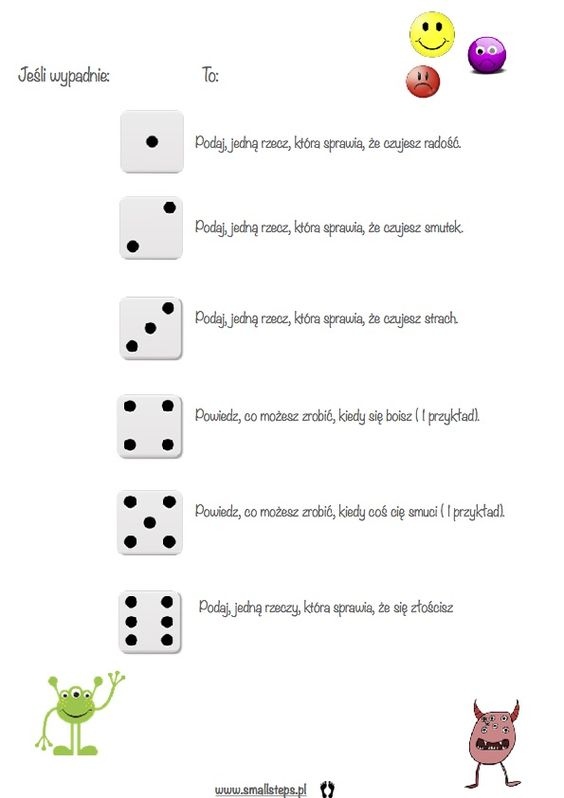 Jeśli wypadnie: To:
Podaj, jedną rzecz, która sprawia, że czujesz radość.
Podaj, jedną rzecz, która sprawia, że czujesz smutek.
Podaj, jedną rzecz, która sprawia, że czujesz strach.
Powiedz, co możesz zrobić, kiedy się boisz ( 1 przykład).
Powiedz, co możesz zrobić, kiedy coś cię smuci ( 1 przykład).
Podaj, jedną rzeczy, która sprawia, że się złościsz
www.smallsteps.pl